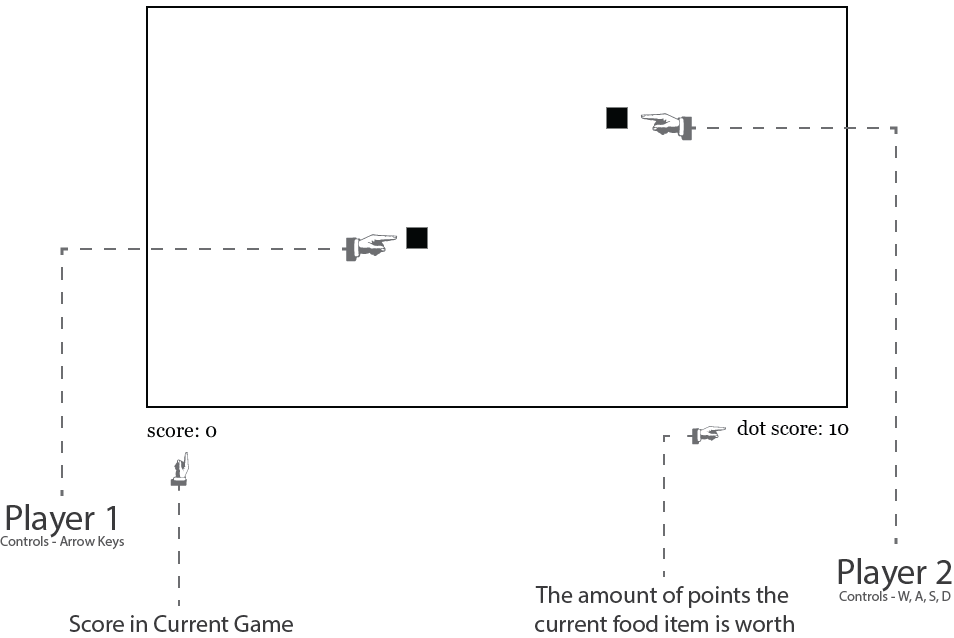 score: 0
dot score: 10
Player 1
Controls - Arrow Keys
Player 2
Controls - W, A, S, D
Score in Current Game
The amount of points the
current food item is worth